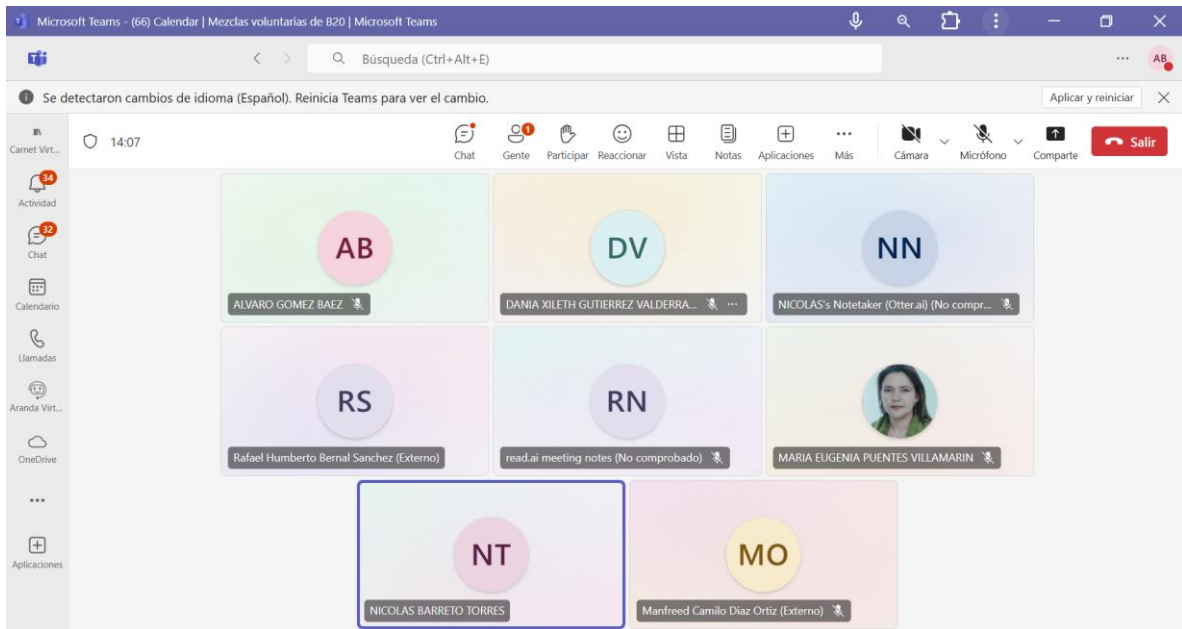 Microsoft Teams - (66) Calendar | Mezclas voluntarias de B20 | Microsoft Teams
Búsqueda (Ctrl+Alt+E)
AB
Se detectaron cambios de idioma (Español). Reinicia Teams para ver el cambio.
Aplicar y reiniciar
Carnet Virt...
34
Actividad
32
Chat
Calendario
Llamadas
Aranda Virt...
OneDrive
Aplicaciones
14:07
Chat
1
Gente
Participar
Reaccionar
Vista
Notas
Aplicaciones
Más
Cámara
Micrófono
Comparte
Salir
AB
ALVARO GOMEZ BAEZ
DV
DANIA XILETH GUTIERREZ VALDERRA...
NN
NICOLAS's Notetaker (Otter.ai) (No compr...
RS
Rafael Humberto Bernal Sanchez (Externo)
RN
read.ai meeting notes (No comprobado)
MARIA EUGENIA PUENTES VILLAMARIN
NT
NICOLAS BARRETO TORRES
MO
Manfreed Camilo Diaz Ortiz (Externo)